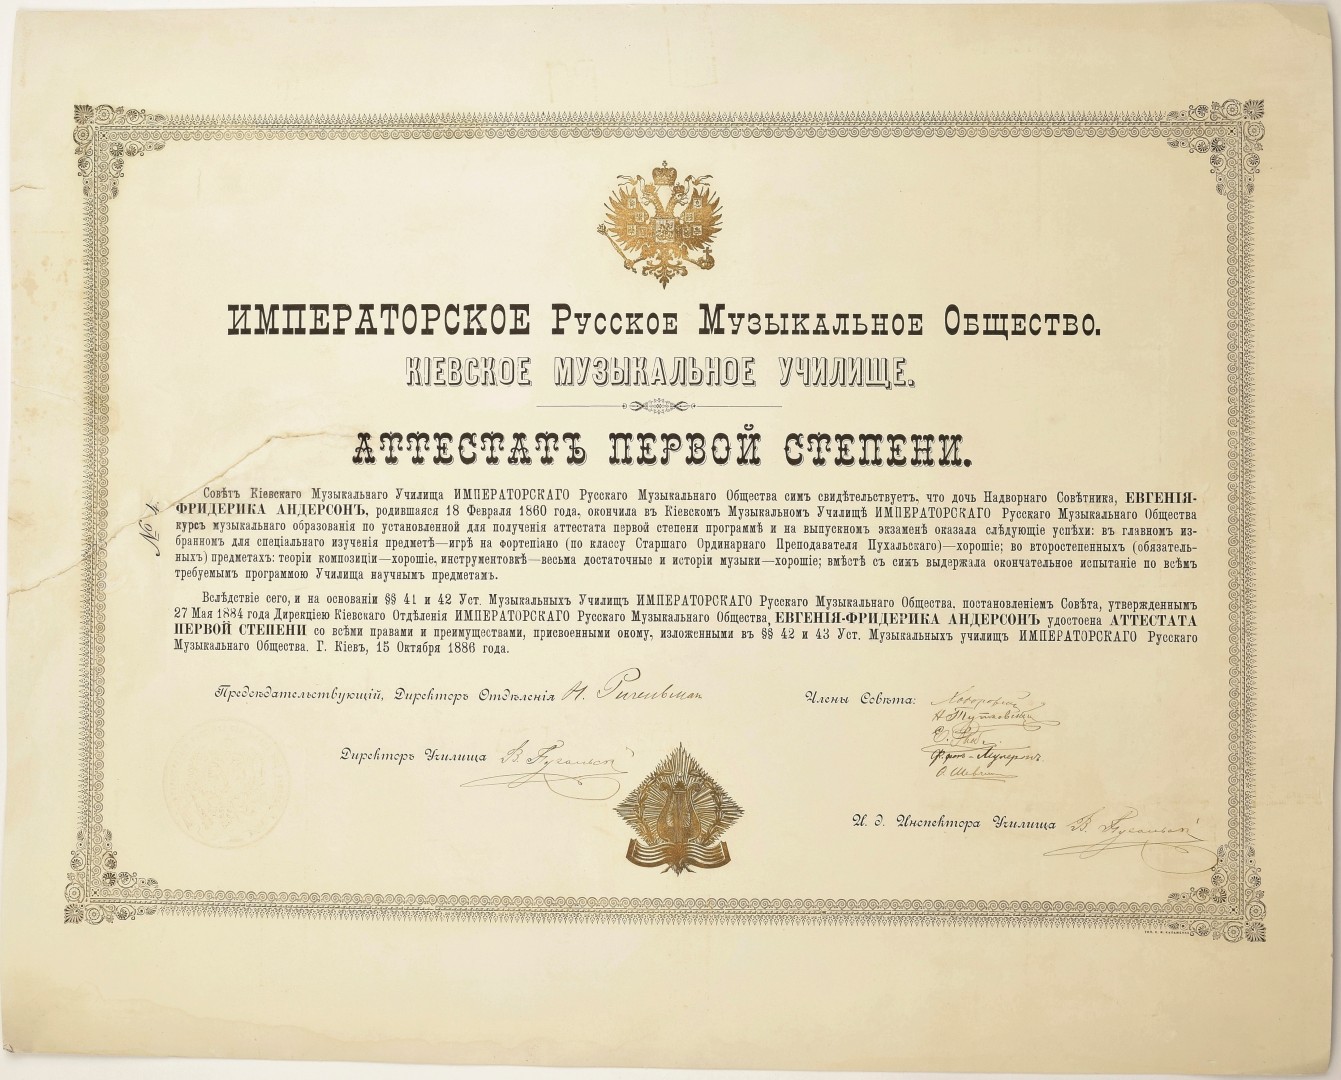 ИМПЕРАТОРСКОЕ Русское Музыкальное Общество.
КІЕВСКОЕ МУЗЫКАЛЬНОЕ УЧИЛИЩЕ.
АТТЕСТАТЪ ПЕРВОЙ СТЕПЕНИ.
№ 4.
Совѣтъ Кіевскаго Музыкальнаго Училища ИМПЕРАТОРСКАГО Русскаго Музыкальнаго Общества симъ свидѣтельствуетъ, что дочь Надворнаго Совѣтника, ЕВГЕНІЯ-
ФРИДЕРИКА АНДЕРСОНЪ, родившаяся 18 Февраля 1860 года, окончила въ Кіевскомъ Музыкальномъ Училищѣ ИМПЕРАТОРСКАГО Русскаго Музыкальнаго Общества
курсъ музыкальнаго образованія по установленной для полученія аттестата первой степени программѣ и на выпускномъ экзаменѣ оказала слѣдующіе успѣхи: въ главномъ из-
бранномъ для спеціальнаго изученія предметѣ—игрѣ на фортепіано (по классу Старшаго Ординарнаго Преподавателя Пухальскаго)—хорошіе; во второстепенныхъ (обязатель-
ныхъ) предметахъ: теоріи композиціи—хорошіе, инструментовкѣ—весьма достаточные и исторіи музыки—хорошіе; вмѣстѣ съ симъ выдержала окончательное испытаніе по всѣмъ
требуемымъ программою Училища научнымъ предметамъ.
Вслѣдствіе сего, и на основаніи §§ 41 и 42 Уст. Музыкальныхъ Училищъ ИМПЕРАТОРСКАГО Русскаго Музыкальнаго Общества, постановленіемъ Совѣта, утвержденнымъ
27 Мая 1884 года Дирекціею Кіевскаго Отдѣленія ИМПЕРАТОРСКАГО Русскаго Музыкальнаго Общества, ЕВГЕНІЯ-ФРИДЕРИКА АНДЕРСОНЪ удостоена АТТЕСТАТА
ПЕРВОЙ СТЕПЕНИ со всѣми правами и преимуществами, присвоенными оному, изложенными въ §§ 42 и 43 Уст. Музыкальныхъ училищъ ИМПЕРАТОРСКАГО Русскаго
Музыкальнаго Общества. Г. Кіевъ, 15 Октября 1886 года.
Предсѣдательствующій, Директоръ Отдѣленія Н. Ригельман
Члены Совѣта: Ходоровскій
А Тутковскій
Директоръ Училища В. Пухальскій
И. д. Инспектора Училища В. Пухальскій